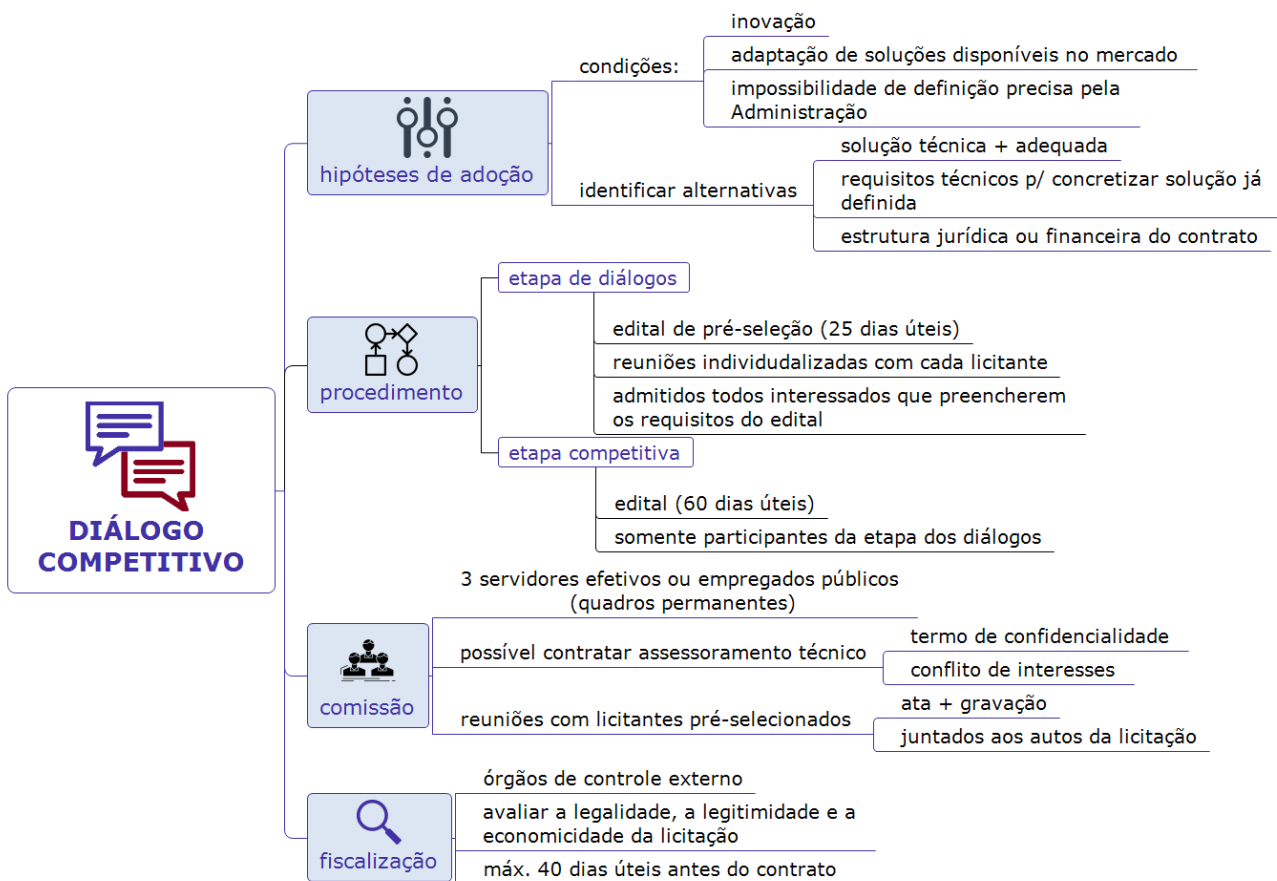 DIÁLOGO
COMPETITIVO
hipóteses de adoção
condições:
inovação
adaptação de soluções disponíveis no mercado
impossibilidade de definição precisa pela
Administração
identificar alternativas
solução técnica + adequada
requisitos técnicos p/ concretizar solução já
definida
estrutura jurídica ou financeira do contrato
procedimento
etapa de diálogos
edital de pré-seleção (25 dias úteis)
reuniões individudalizadas com cada licitante
admitidos todos interessados que preencherem
os requisitos do edital
etapa competitiva
edital (60 dias úteis)
somente participantes da etapa dos diálogos
comissão
3 servidores efetivos ou empregados públicos
(quadros permanentes)
possível contratar assessoramento técnico
termo de confidencialidade
conflito de interesses
reuniões com licitantes pré-selecionados
ata + gravação
juntados aos autos da licitação
fiscalização
órgãos de controle externo
avaliar a legalidade, a legitimidade e a
economicidade da licitação
máx. 40 dias úteis antes do contrato